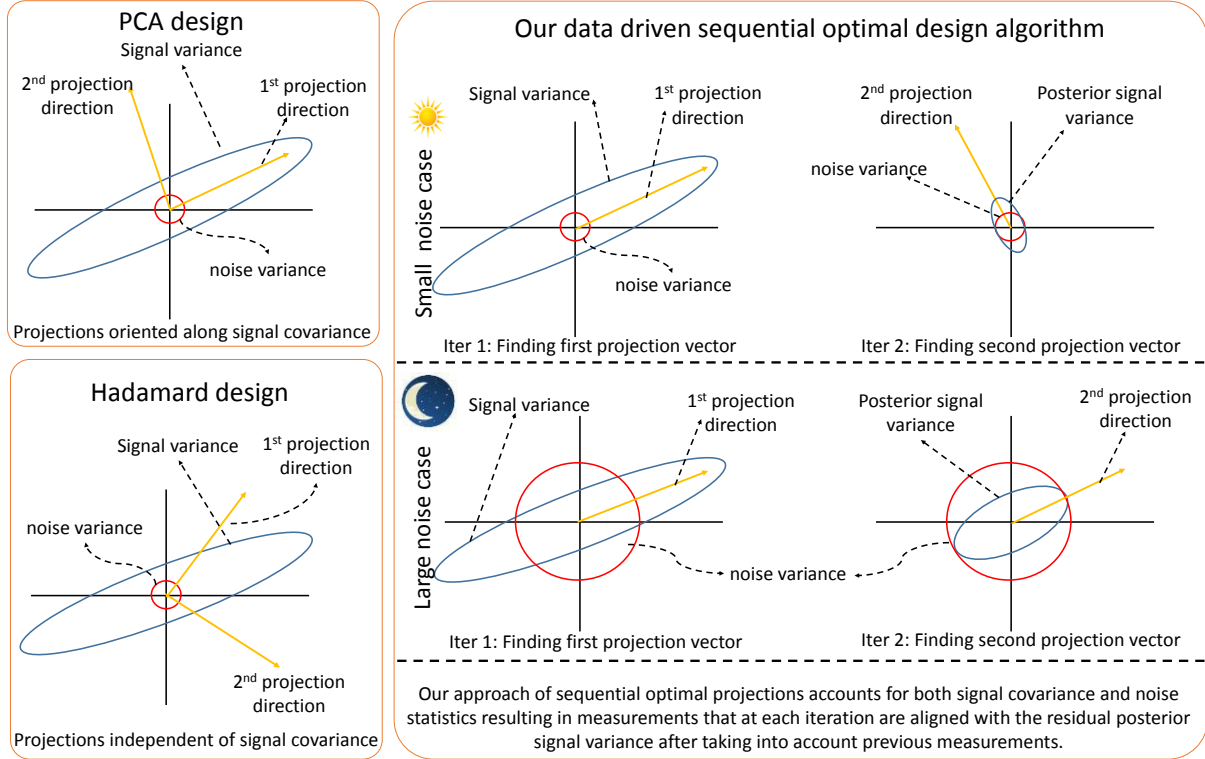 PCA design
Signal variance
2nd projection
direction
1st projection
direction
noise variance
Projections oriented along signal covariance
Hadamard design
Signal variance
1st projection
direction
noise variance
2nd projection
direction
Projections independent of signal covariance
Our data driven sequential optimal design algorithm
Small noise case
Signal variance
1st projection
direction
noise variance
Iter 1: Finding first projection vector
2nd projection
direction
Posterior signal
variance
noise variance
Iter 2: Finding second projection vector
Large noise case
Signal variance
1st projection
direction
noise variance
Iter 1: Finding first projection vector
Posterior signal
variance
2nd projection
direction
Iter 2: Finding second projection vector
Our approach of sequential optimal projections accounts for both signal covariance and noise
statistics resulting in measurements that at each iteration are aligned with the residual posterior
signal variance after taking into account previous measurements.